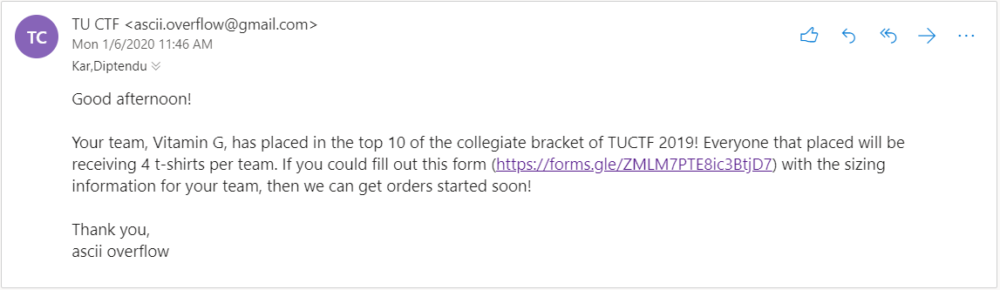 TC
TU CTF <ascii.overflow@gmail.com>
Mon 1/6/2020 11:46 AM
Kar,Diptendu
Good afternoon!
Your team, Vitamin G, has placed in the top 10 of the collegiate bracket of TUCTF 2019! Everyone that placed will be
receiving 4 t-shirts per team. If you could fill out this form (https://forms.gle/ZMLM7PTE8ic3BtjD7) with the sizing
information for your team, then we can get orders started soon!
Thank you,
ascii overflow